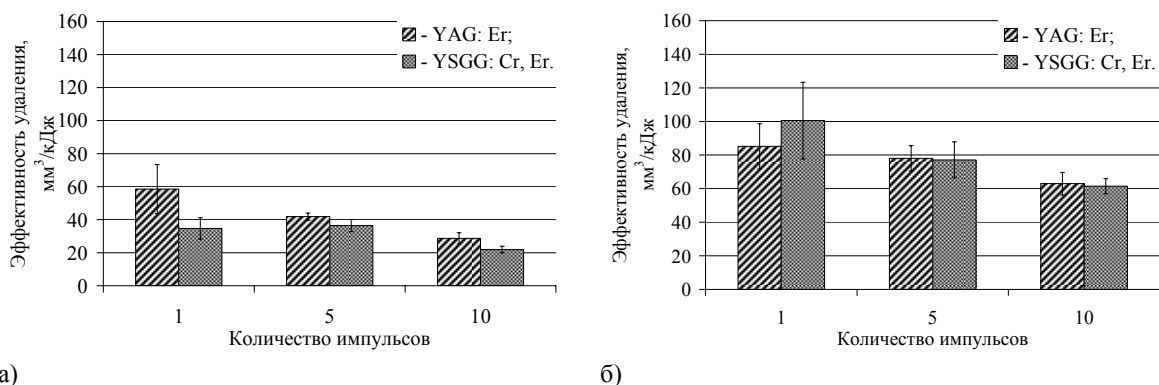 Эффективность удаления,
мм³/кДж
160
140
120
100
80
60
40
20
0
- YAG: Er;
- YSGG: Cr, Er.
1 5 10
Количество импульсов
а)
Эффективность удаления,
мм³/кДж
160
140
120
100
80
60
40
20
0
- YAG: Er;
- YSGG: Cr, Er.
1 5 10
Количество импульсов
б)